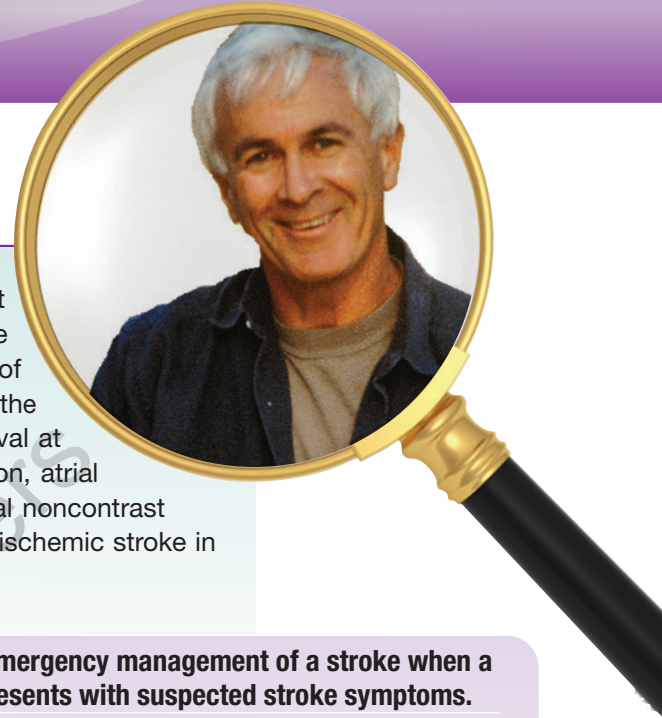 of
the
val at
on, atrial
al noncontrast
ischemic stroke in
ers
mergency management of a stroke when a
esents with suspected stroke symptoms.